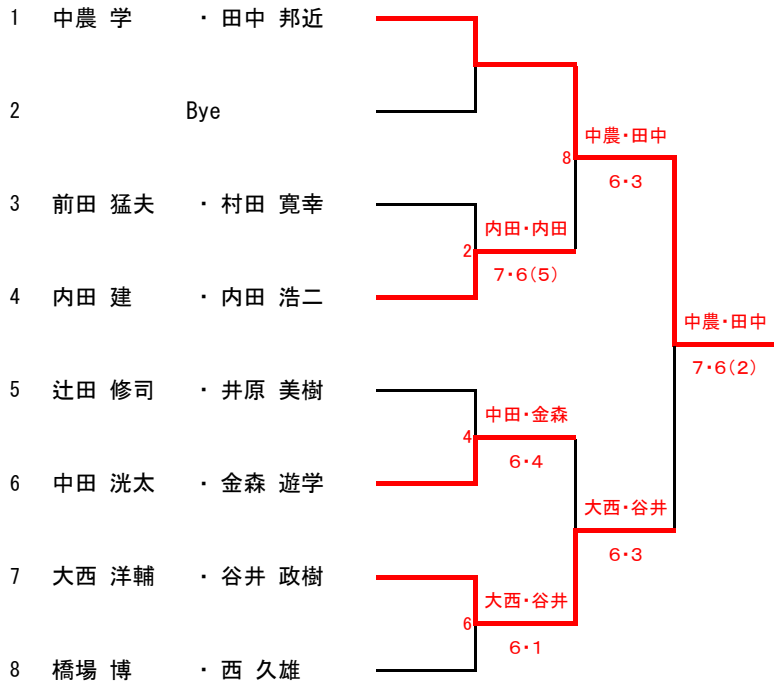 1 中農 学 ・ 田中 邦近
2 Bye
中農・田中
8
6・3
3 前田 猛夫 ・ 村田 寛幸
内田・内田
2
7・6(5)
4 内田 建 ・ 内田 浩二
中農・田中
7・6(2)
5 辻田 修司 ・ 井原 美樹
中田・金森
4
6・4
6 中田 洸太 ・ 金森 遊学
大西・谷井
6・3
7 大西 洋輔 ・ 谷井 政樹
大西・谷井
6
6・1
8 橋場 博 ・ 西 久雄